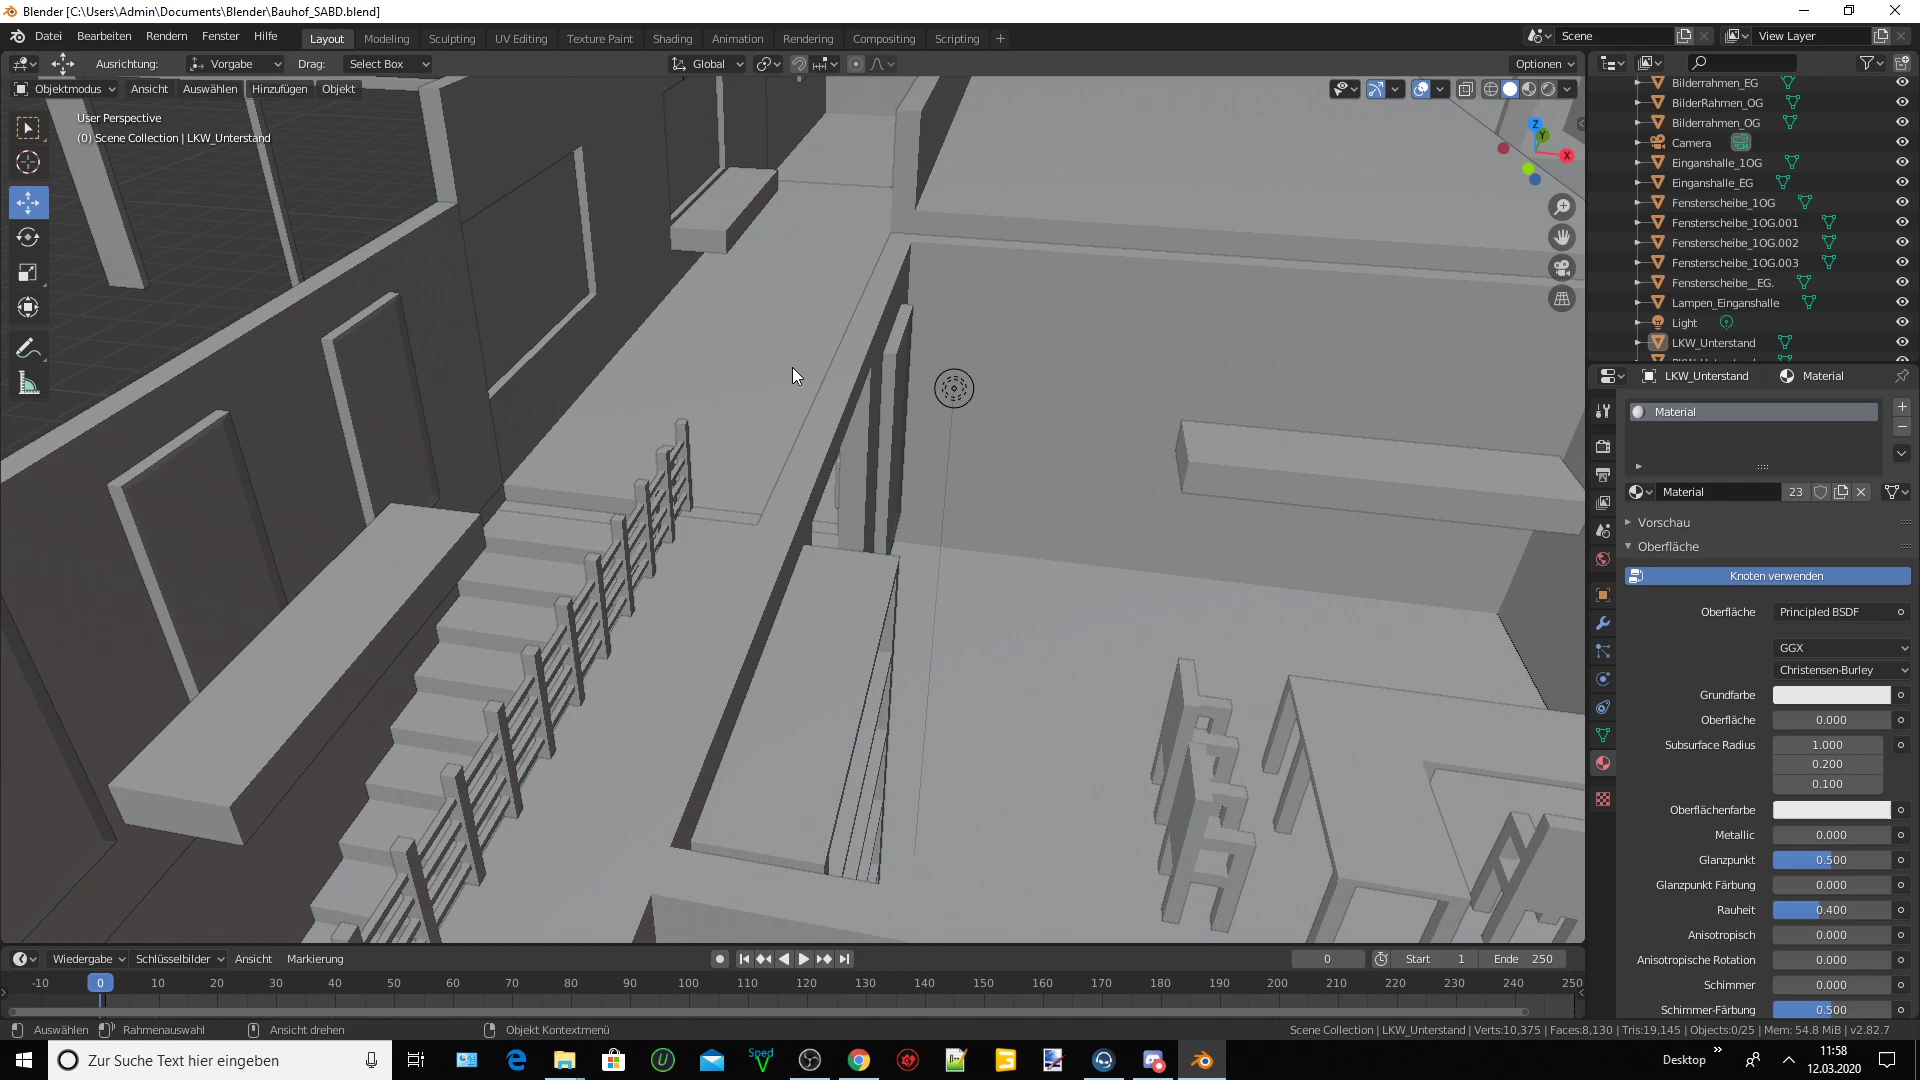 Blender [C:\Users\Admin\Documents\Blender\Bauhof_SABD.blend]
Datei Bearbeiten Rendern Fenster Hilfe Layout Modeling Sculpting UV Editing Texture Paint Shading Animation Rendering Compositing Scripting + Scene View Layer
Ausrichtung: Vorgabe Drag: Select Box Global Optionen
Objektmodus Ansicht Auswählen Hinzufügen Objekt
User Perspective
(0) Scene Collection | LKW_Unterstand
Z
Y
X
Bilderrahmen_EG
BilderRahmen_OG
Bilderrahmen_OG
Camera
Einganshalle_1OG
Einganshalle_EG
Fensterscheibe_1OG
Fensterscheibe_1OG.001
Fensterscheibe_1OG.002
Fensterscheibe_1OG.003
Fensterscheibe__EG.
Lampen_Einganshalle
Light
LKW_Unterstand
LKW_Unterstand Material
Material
Material 23
Vorschau
Oberfläche
Knoten verwenden
Oberfläche Principled BSDF
GGX
Christensen-Burley
Grundfarbe
Oberfläche 0.000
Subsurface Radius 1.000
0.200
0.100
Oberflächenfarbe
Metallic 0.000
Glanzpunkt 0.500
Glanzpunkt Färbung 0.000
Rauheit 0.400
Anisotropisch 0.000
Anisotropische Rotation 0.000
Schimmer 0.000
Schimmer-Färbung 0.500
Wiedergabe Schlüsselbilder Ansicht Markierung 0 Start 1 Ende 250
-10 0 10 20 30 40 50 60 70 80 90 100 110 120 130 140 150 160 170 180 190 200 210 220 230 240 250
Auswählen Rahmenauswahl Ansicht drehen Objekt Kontextmenü Scene Collection | LKW_Unterstand | Verts:10,375 | Faces:8,130 | Tris:19,145 | Objects:0/25 | Mem: 54.8 MiB | v2.82.7
Zur Suche Text hier eingeben Sped V Desktop 11:58
12.03.2020